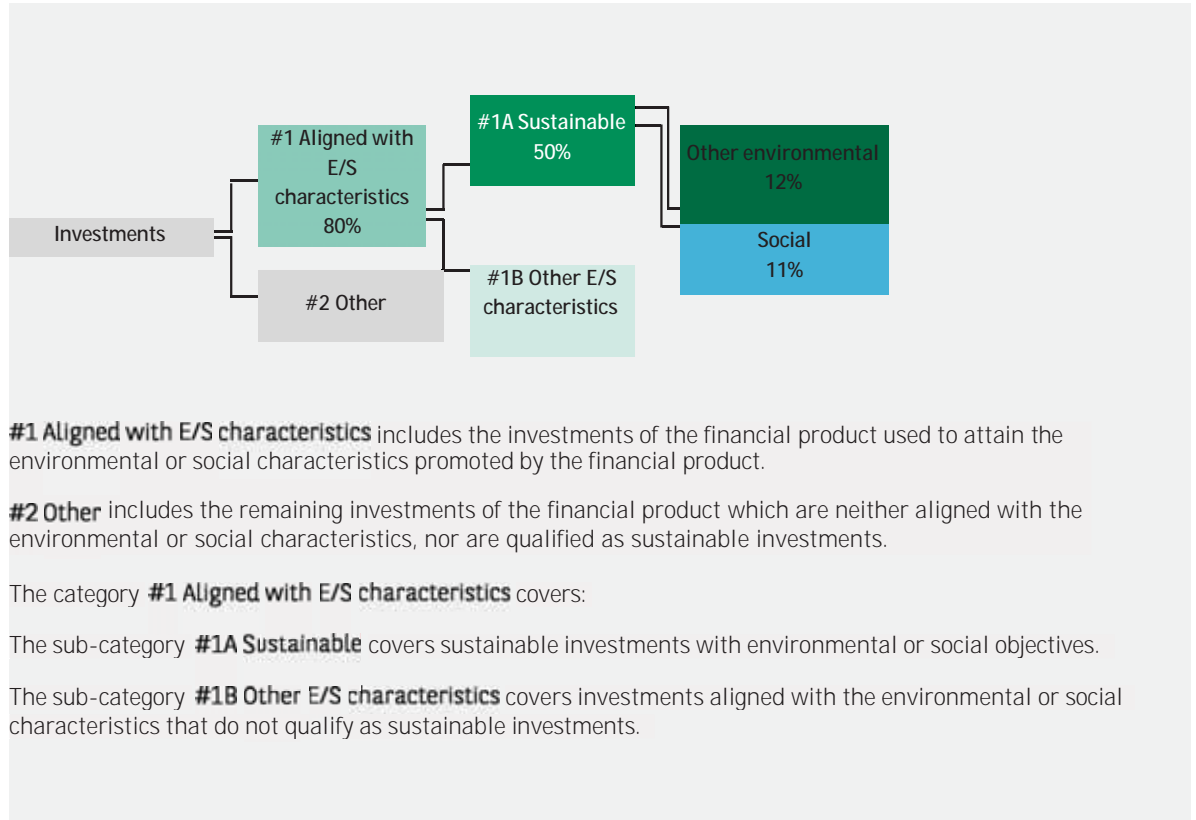 #1A Sustainable
50%
#1 Aligned with
E/S
characteristics
80%
Other environmental
12%
Investments
Social
11%
#2 Other
#1B Other E/S
characteristics
#1 Aligned with E/S characteristics includes the investments of the financial product used to attain the
environmental or social characteristics promoted by the financial product.
#2 Other includes the remaining investments of the financial product which are neither aligned with the
environmental or social characteristics, nor are qualified as sustainable investments.
The category #1 Aligned with E/S characteristics covers:
The sub-category #1A Sustainable covers sustainable investments with environmental or social objectives.
The sub-category #1B Other E/S characteristics covers investments aligned with the environmental or social
characteristics that do not qualify as sustainable investments.